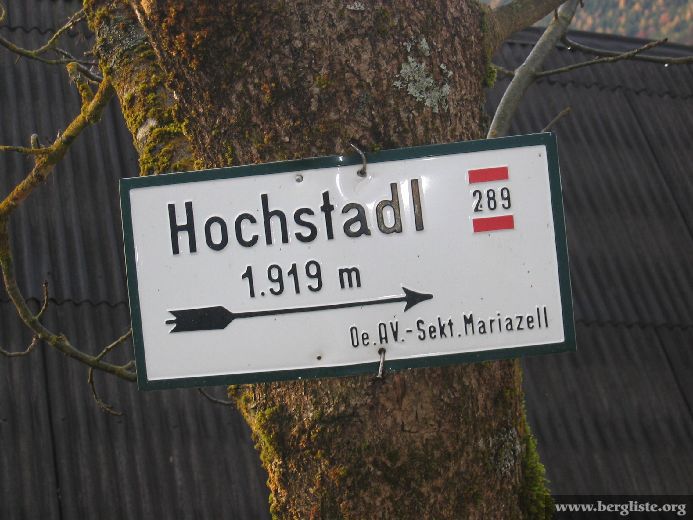 Hochstadl
289
1.919 m
Oe.AV.-Sekt.Mariazell
www.bergliste.org